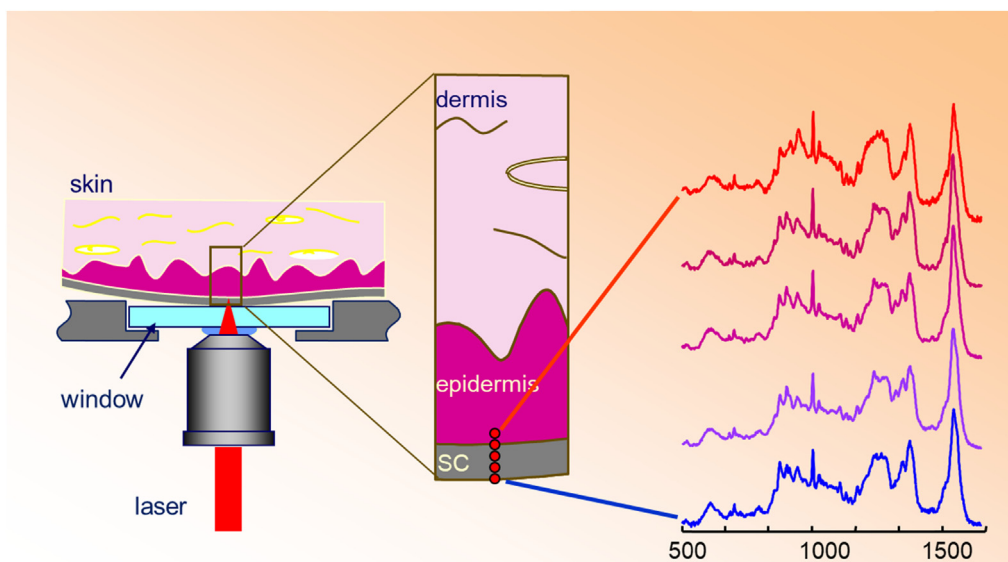 skin
window
laser
dermis
epidermis
SC
500 1000 1500